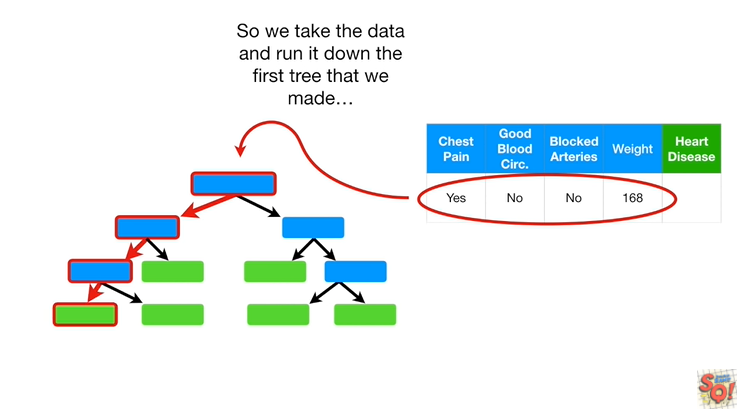 So we take the data
and run it down the
first tree that we
made…
Chest Pain
Good Blood Circ.
Blocked Arteries
Weight
Heart Disease
Yes
No
No
168
SQ!